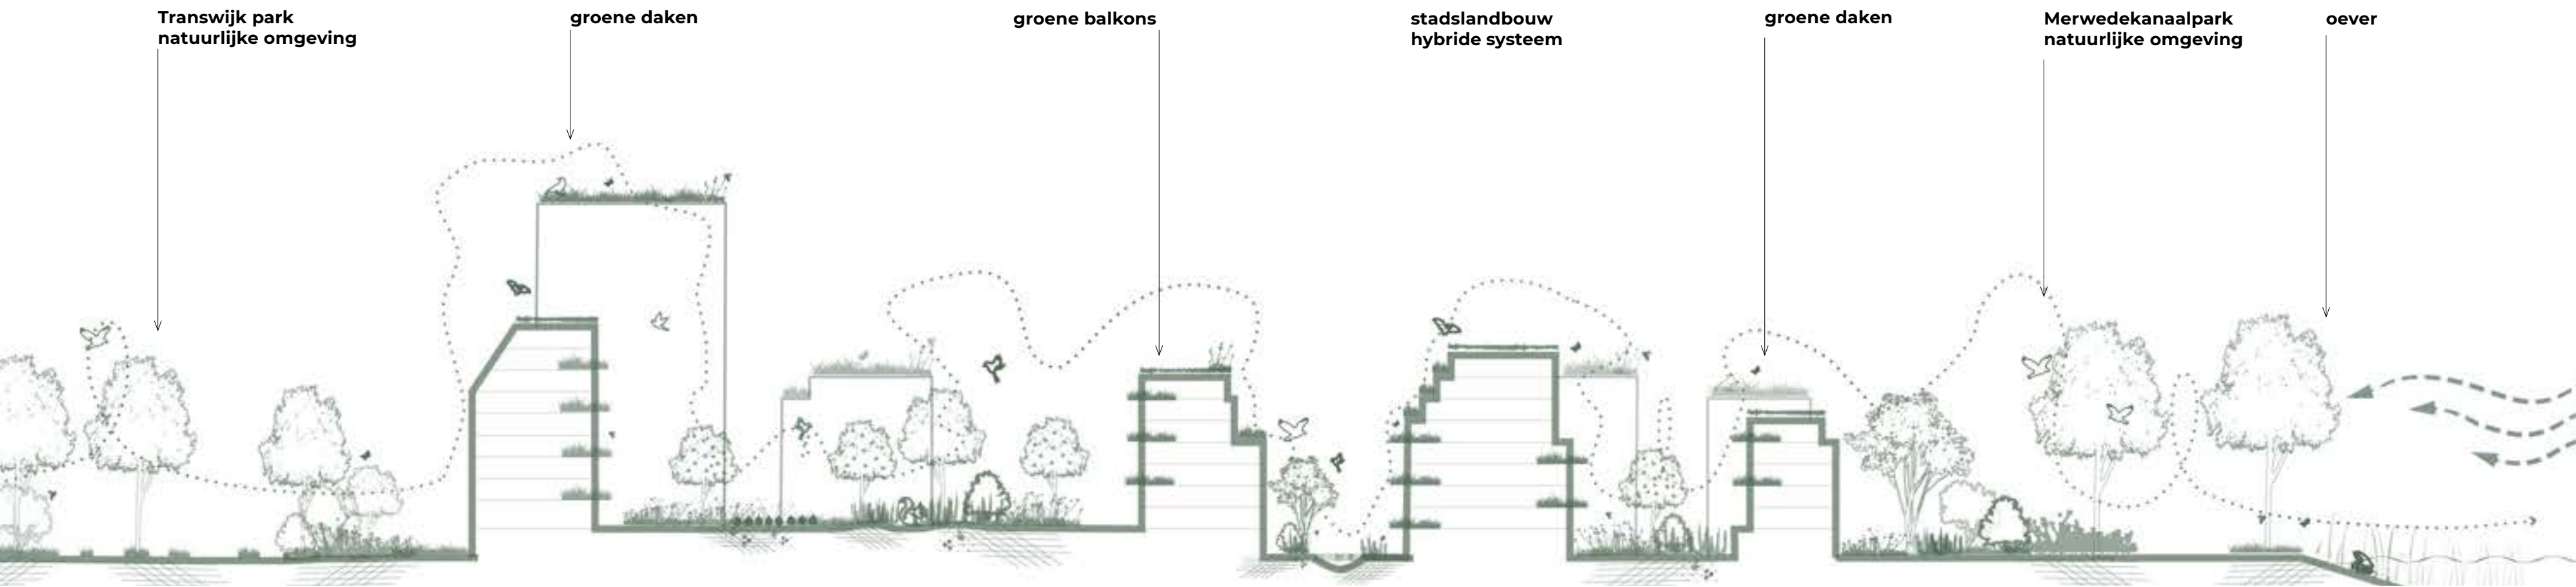 Transwijk park
natuurlijke omgeving
groene daken
groene balkons
stadslandbouw
hybride systeem
groene daken
Merwedekanaalpark
natuurlijke omgeving
oever